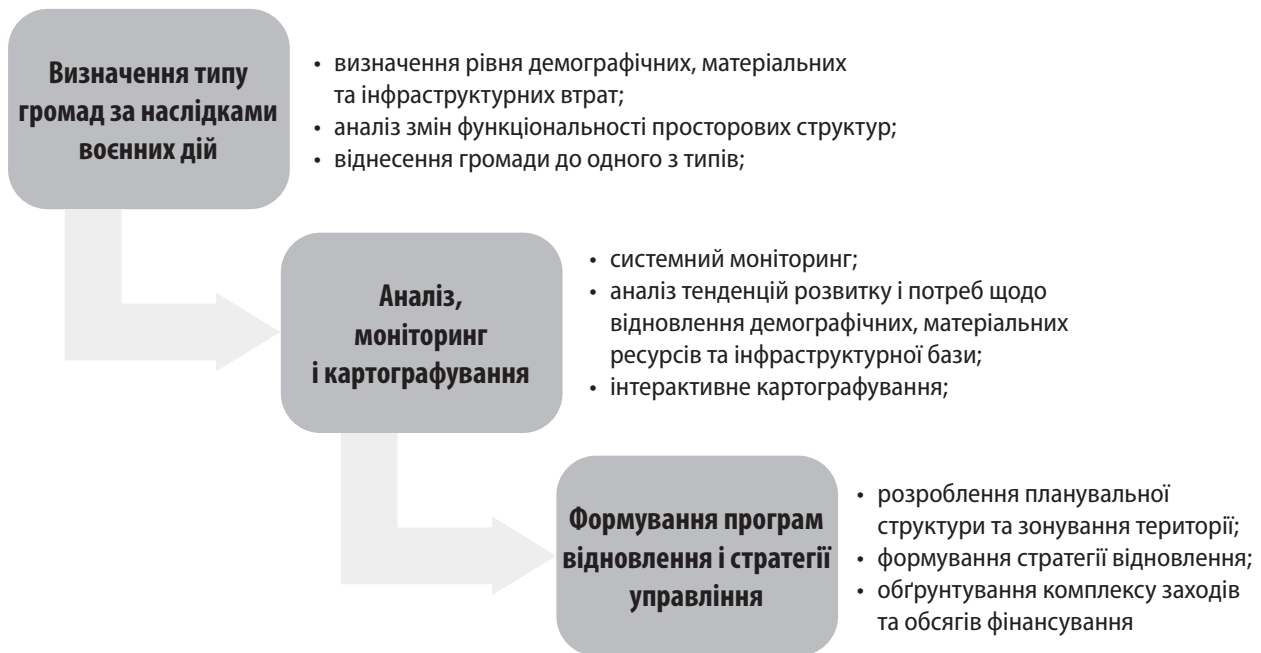 Визначення типу
громад за наслідками
воєнних дій
• визначення рівня демографічних, матеріальних
та інфраструктурних втрат;
• аналіз змін функціональності просторових структур;
• віднесення громади до одного з типів;
Аналіз,
моніторинг
і картографування
• системний моніторинг;
• аналіз тенденцій розвитку і потреб щодо
відновлення демографічних, матеріальних
ресурсів та інфраструктурної бази;
• інтерактивне картографування;
Формування програм
відновлення і стратегії
управління
• розроблення планувальної
структури та зонування території;
• формування стратегії відновлення;
• обґрунтування комплексу заходів
та обсягів фінансування